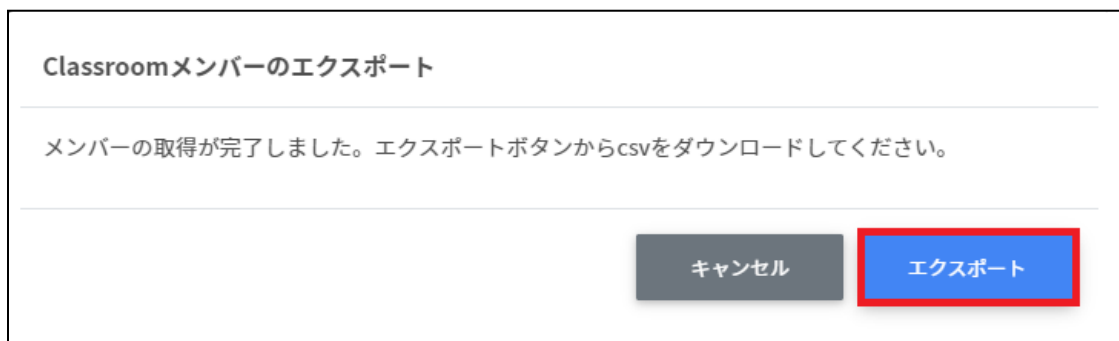 Classroomメンバーのエクスポート
メンバーの取得が完了しました。エクスポートボタンからcsvをダウンロードしてください。
キャンセル
エクスポート